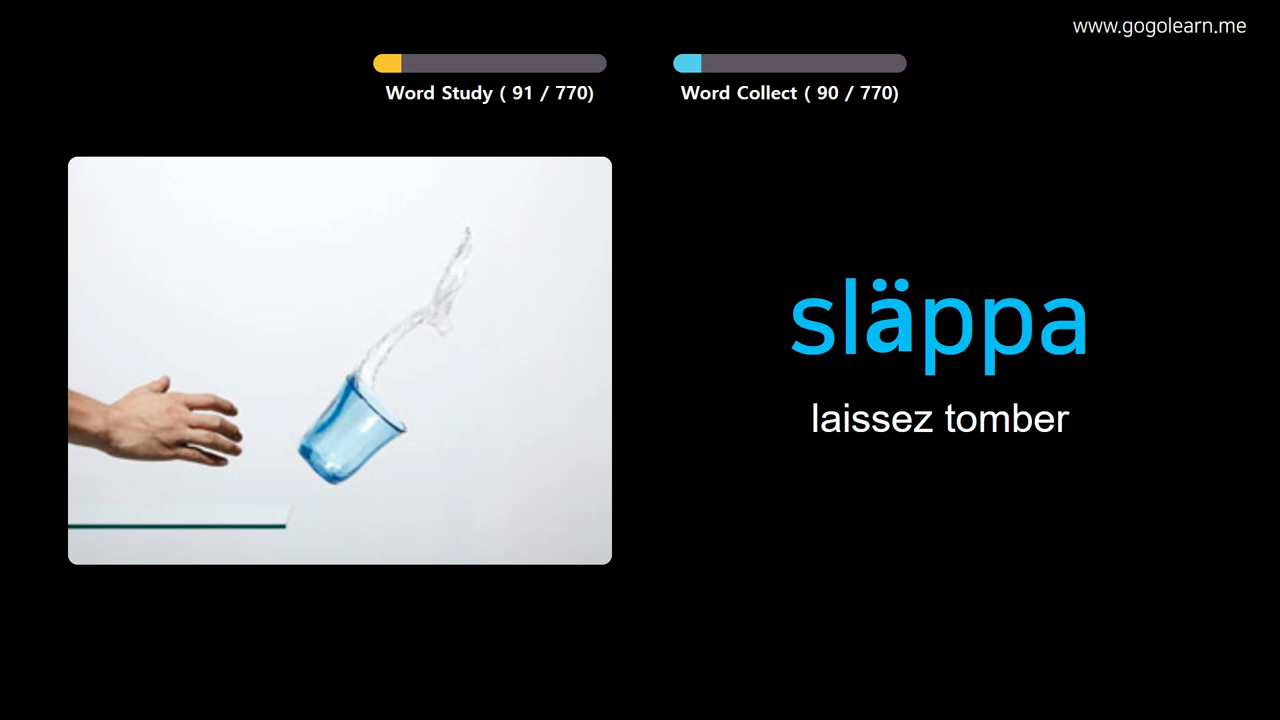 www.gogolearn.me
Word Study ( 91 / 770)
Word Collect ( 90 / 770)
släppa
laissez tomber